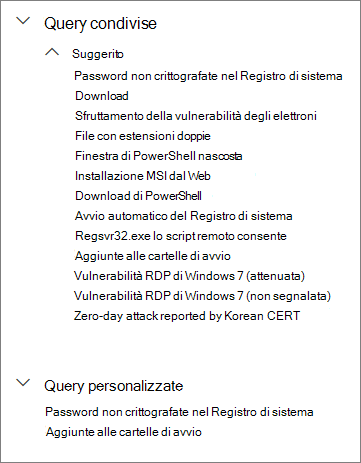 Query condivise
Suggerito
Password non crittografate nel Registro di sistema
Download
Sfruttamento della vulnerabilità degli elettroni
File con estensioni doppie
Finestra di PowerShell nascosta
Installazione MSI dal Web
Download di PowerShell
Avvio automatico del Registro di sistema
Regsvr32.exe lo script remoto consente
Aggiunte alle cartelle di avvio
Vulnerabilità RDP di Windows 7 (attenuata)
Vulnerabilità RDP di Windows 7 (non segnalata)
Zero-day attack reported by Korean CERT
Query personalizzate
Password non crittografate nel Registro di sistema
Aggiunte alle cartelle di avvio